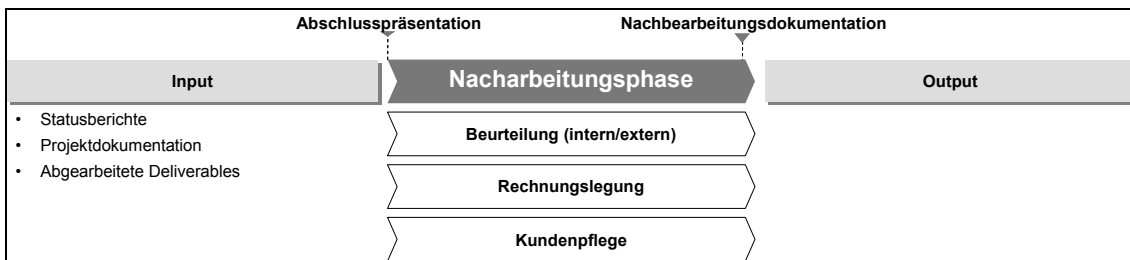 Abschlusspräsentation Nachbearbeitungsdokumentation
Input Nacharbeitungsphase Output
• Statusberichte
• Projektdokumentation
• Abgearbeitete Deliverables
Beurteilung (intern/extern)
Rechnungslegung
Kundenpflege